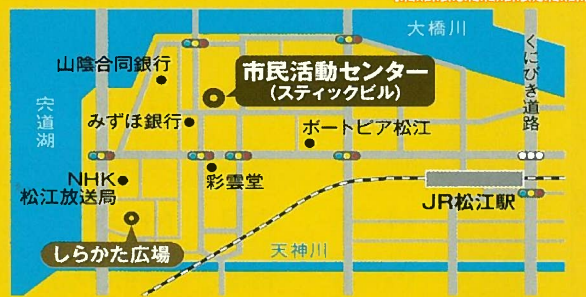 大橋川
山陰合同銀行
市民活動センター
(スティックビル)
くにびき道路
宍道湖
みずほ銀行
ポートピア松江
NHK
松江放送局
彩雲堂
JR松江駅
しらかた広場
天神川